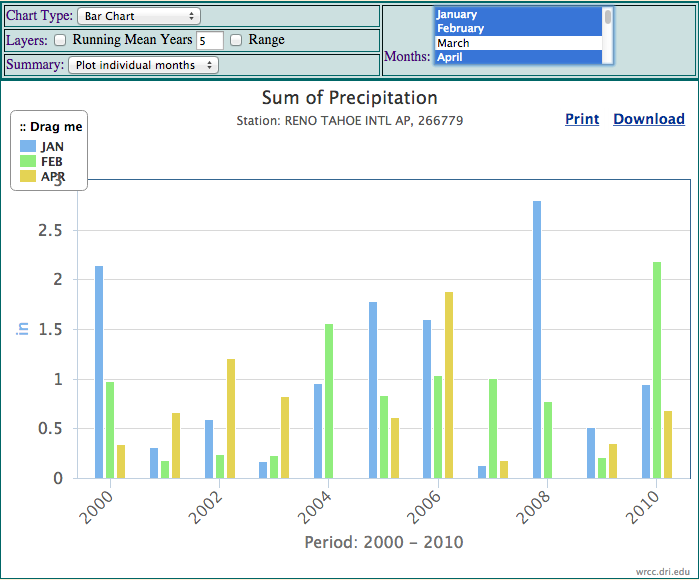 Chart Type: Bar Chart
Layers: Running Mean Years 5 Range
Summary: Plot individual months
Months:
January
February
March
April
Sum of Precipitation
Station: RENO TAHOE INTL AP, 266779
Print Download
:: Drag me
JAN
FEB
APR
3
2.5
2
1.5
1
0.5
0
in
2000 2002 2004 2006 2008 2010
Period: 2000 - 2010
wrcc.dri.edu